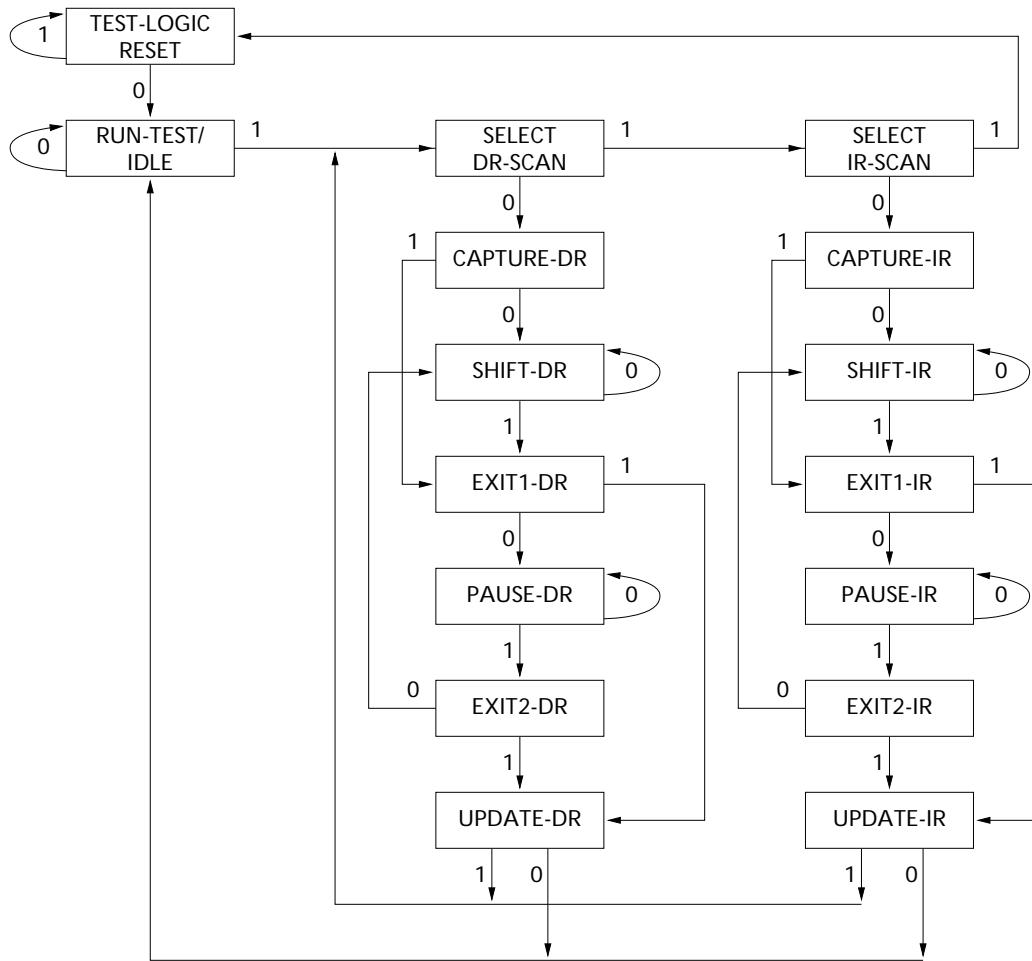 TEST-LOGIC
RESET
1
0
RUN-TEST/
IDLE
0
1
SELECT
DR-SCAN
1
SELECT
IR-SCAN
1
0
0
1
CAPTURE-DR
1
CAPTURE-IR
0
0
SHIFT-DR
0
SHIFT-IR
0
1
1
EXIT1-DR
1
EXIT1-IR
1
0
0
PAUSE-DR
0
PAUSE-IR
0
1
1
0
EXIT2-DR
0
EXIT2-IR
1
1
UPDATE-DR
UPDATE-IR
1
0
1
0